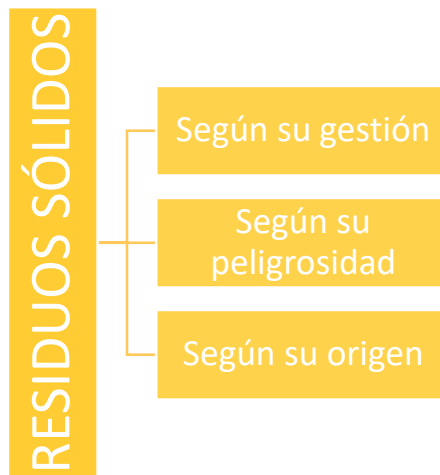 RESIDUOS SÓLIDOS
Según su gestión
Según su
peligrosidad
Según su origen